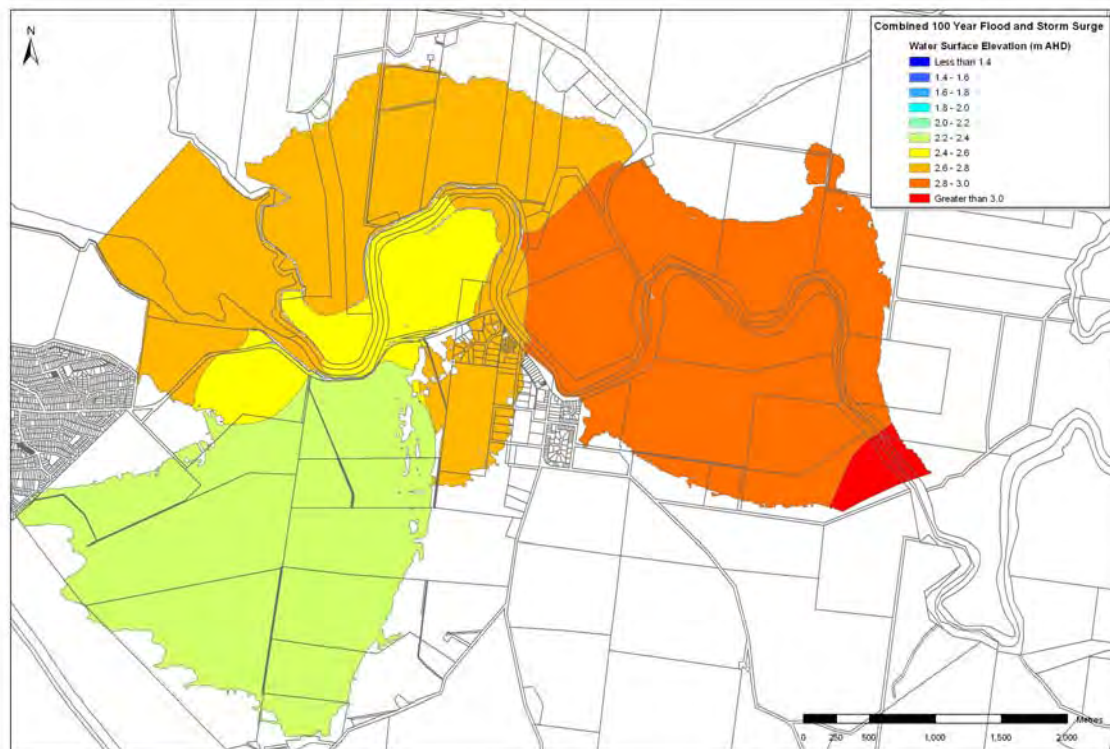 N
Combined 100 Year Flood and Storm Surge
Water Surface Elevation (m AHD)
Less than 1.4
1.4 - 1.6
1.6 - 1.8
1.8 - 2.0
2.0 - 2.2
2.2 - 2.4
2.4 - 2.6
2.6 - 2.8
2.8 - 3.0
Greater than 3.0
Metres
0 250 500 1,000 1,500 2,000